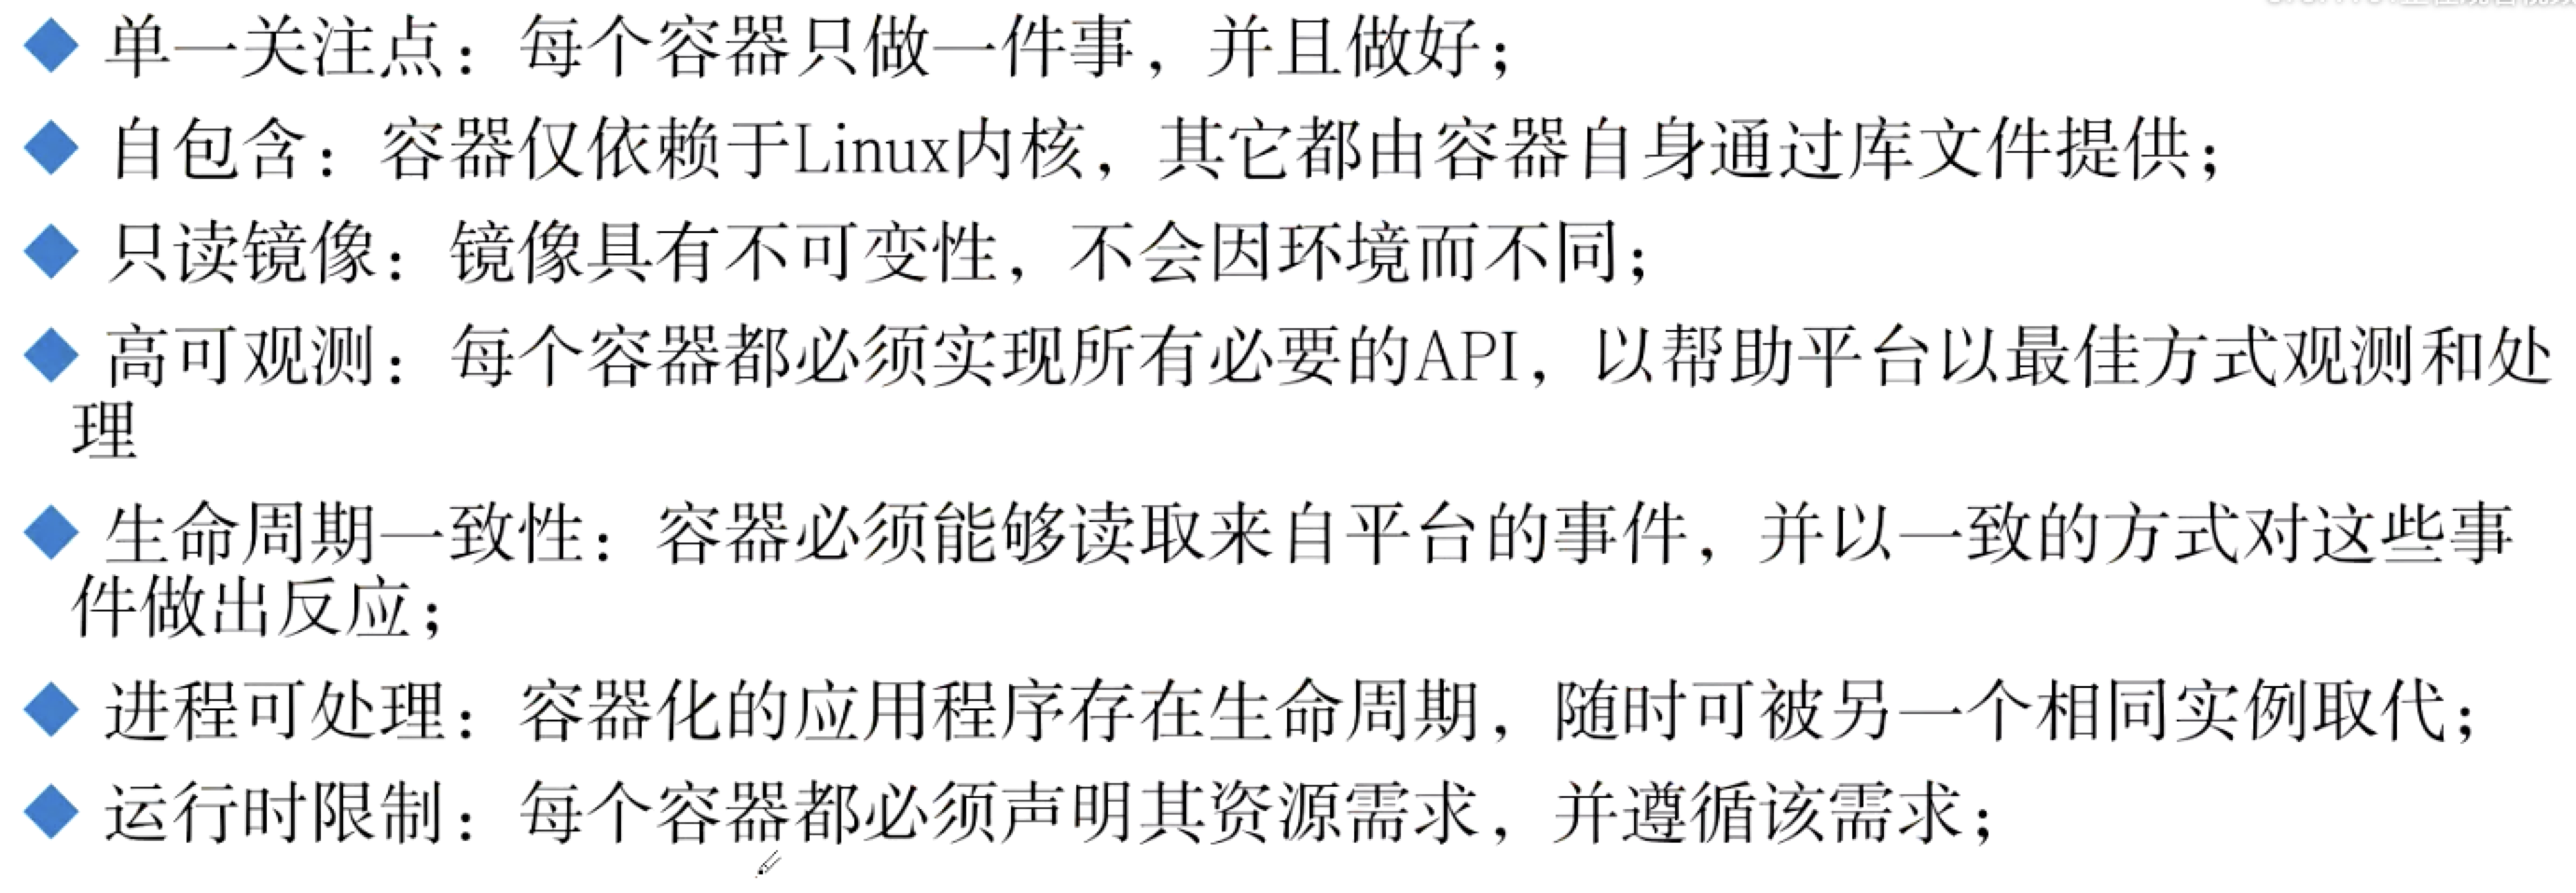 单一关注点：每个容器只做一件事，并且做好；
自包含：容器仅依赖于Linux内核，其它都由容器自身通过库文件提供；
只读镜像：镜像具有不可变性，不会因环境而不同；
高可观测：每个容器都必须实现所有必要的API，以帮助平台以最佳方式观测和处
理
生命周期一致性：容器必须能够读取来自平台的事件，并以一致的方式对这些事
件做出反应；
进程可处理：容器化的应用程序存在生命周期，随时可被另一个相同实例取代；
运行时限制：每个容器都必须声明其资源需求，并遵循该需求；